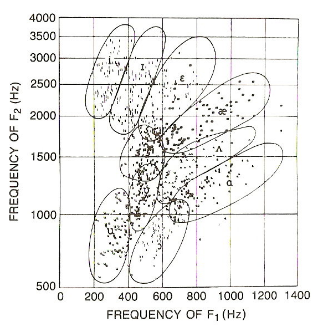 4000
3500
3000
2500
2000
1500
1000
500
FREQUENCY OF F2 (Hz)
i
I
ε
æ
Λ
a
u
0 200 400 600 800 1000 1200 1400
FREQUENCY OF F1 (Hz)